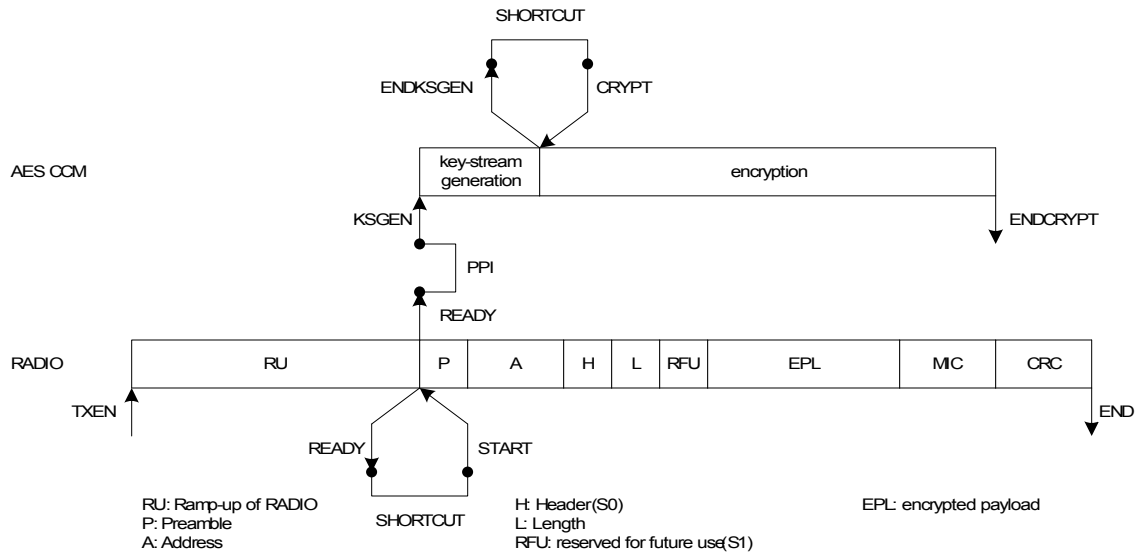 SHORTCUT
ENDKSGEN
CRYPT
AES CCM
key-stream
generation
encryption
KSGEN
ENDCRYPT
PPI
READY
RADIO
RU
P
A
H
L
RFU
EPL
MIC
CRC
TXEN
END
READY
START
SHORTCUT
RU: Ramp-up of RADIO
P: Preamble
A: Address
H: Header(S0)
L: Length
RFU: reserved for future use(S1)
EPL: encrypted payload